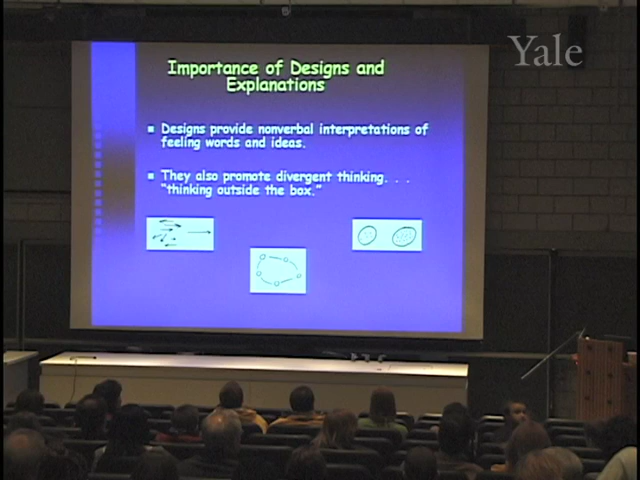 Yale
Importance of Designs and
Explanations
Designs provide nonverbal interpretations of
feeling words and ideas.
They also promote divergent thinking. . .
“thinking outside the box.”